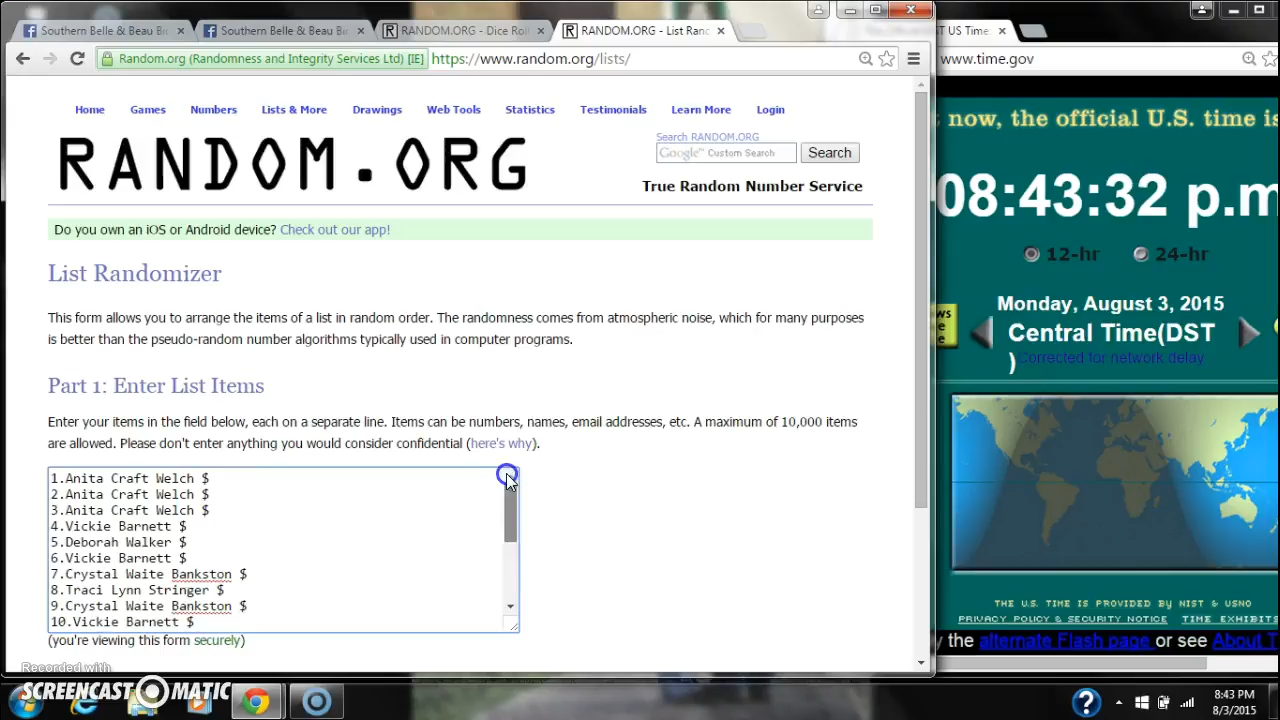 Southern Belle & Beau Bo
Southern Belle & Beau Bo
RANDOM.ORG - Dice Roll
RANDOM.ORG - List Rand
US Time
Random.org (Randomness and Integrity Services Ltd) [IE]
https://www.random.org/lists/
www.time.gov
Home
Games
Numbers
Lists & More
Drawings
Web Tools
Statistics
Testimonials
Learn More
Login
RANDOM.ORG
Search RANDOM.ORG
Google™ Custom Search
Search
True Random Number Service
Do you own an iOS or Android device? Check out our app!
List Randomizer
This form allows you to arrange the items of a list in random order. The randomness comes from atmospheric noise, which for many purposes
is better than the pseudo-random number algorithms typically used in computer programs.
Part 1: Enter List Items
Enter your items in the field below, each on a separate line. Items can be numbers, names, email addresses, etc. A maximum of 10,000 items
are allowed. Please don't enter anything you would consider confidential (here's why).
1.Anita Craft Welch $
2.Anita Craft Welch $
3.Anita Craft Welch $
4.Vickie Barnett $
5.Deborah Walker $
6.Vickie Barnett $
7.Crystal Waite Bankston $
8.Traci Lynn Stringer $
9.Crystal Waite Bankston $
10.Vickie Barnett $
(you're viewing this form securely)
now, the official U.S. time is
08:43:32 p.m
12-hr
24-hr
Monday, August 3, 2015
Central Time(DST
)
Corrected for network delay
THE U.S. TIME IS PROVIDED BY NIST & USNO
PRIVACY POLICY & SECURITY NOTICE
TIME EXHIBITS
the alternate Flash page or see About T
Recorded with
SCREENCAST MATIC
8:43 PM
8/3/2015